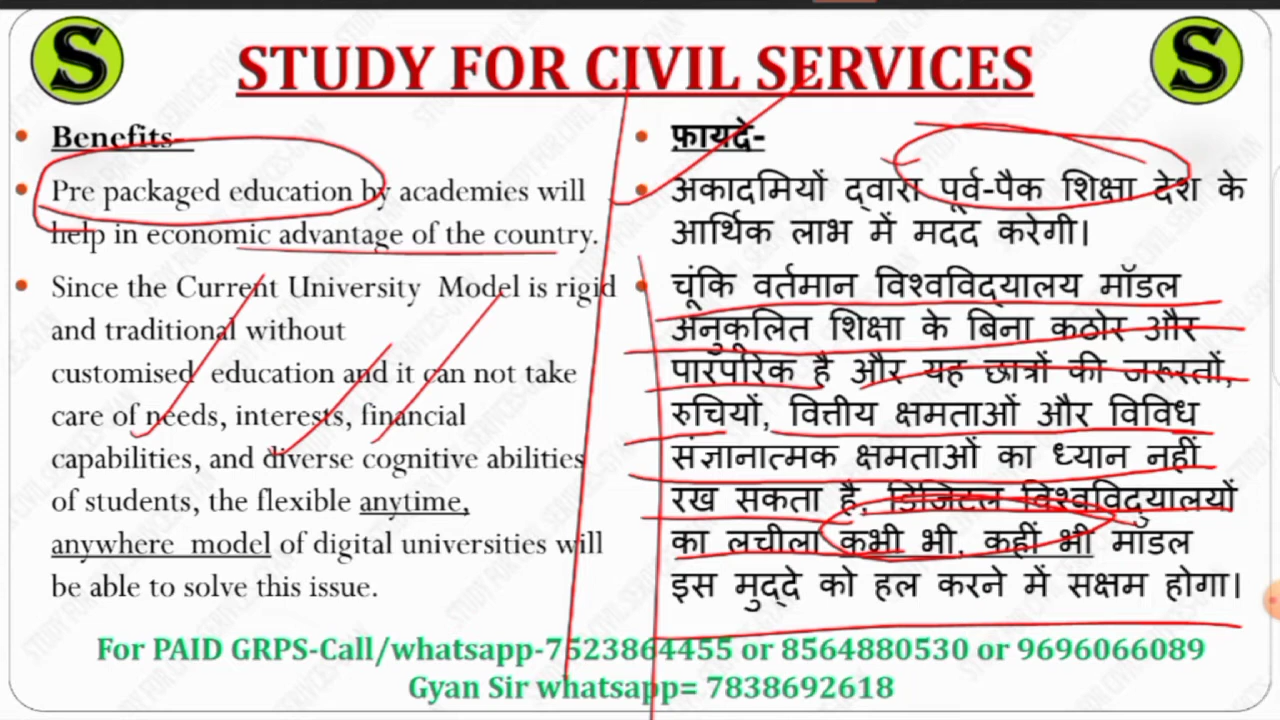 S
STUDY FOR CIVIL SERVICES
S
Benefits-
Pre packaged education by academies will
help in economic advantage of the country.
Since the Current University Model is rigid
and traditional without
customised education and it can not take
care of needs, interests, financial
capabilities, and diverse cognitive abilities
of students, the flexible anytime,
anywhere model of digital universities will
be able to solve this issue.
फ़ायदे-
अकादमियों द्वारा पूर्व-पैक शिक्षा देश के
आर्थिक लाभ में मदद करेगी।
चूंकि वर्तमान विश्वविद्यालय मॉडल
अनुकूलित शिक्षा के बिना कठोर और
पारंपरिक है और यह छात्रों की जरूरतों,
रुचियों, वित्तीय क्षमताओं और विविध
संज्ञानात्मक क्षमताओं का ध्यान नहीं
रख सकता है, डिजिटल विश्वविद्यालयों
का लचीला कभी भी, कहीं भी मॉडल
इस मुद्दे को हल करने में सक्षम होगा।
For PAID GRPS-Call/whatsapp-7523864455 or 8564880530 or 9696066089
Gyan Sir whatsapp= 7838692618